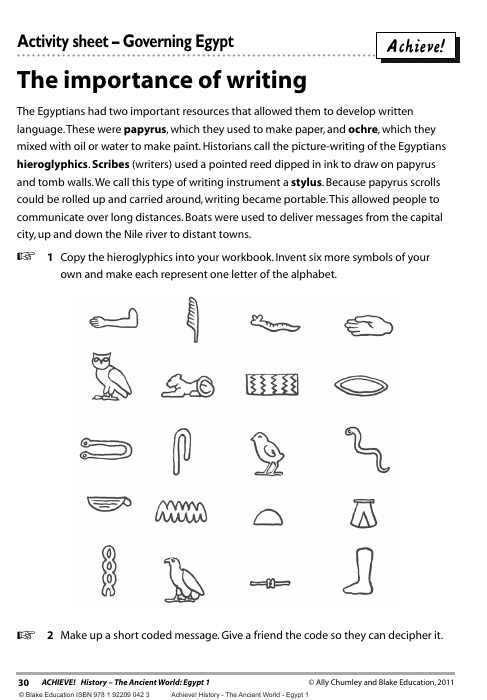 Activity sheet – Governing Egypt
Achieve!
The importance of writing
The Egyptians had two important resources that allowed them to develop written
language. These were papyrus, which they used to make paper, and ochre, which they
mixed with oil or water to make paint. Historians call the picture-writing of the Egyptians
hieroglyphics. Scribes (writers) used a pointed reed dipped in ink to draw on papyrus
and tomb walls. We call this type of writing instrument a stylus. Because papyrus scrolls
could be rolled up and carried around, writing became portable. This allowed people to
communicate over long distances. Boats were used to deliver messages from the capital
city, up and down the Nile river to distant towns.
1 Copy the hieroglyphics into your workbook. Invent six more symbols of your
own and make each represent one letter of the alphabet.
2 Make up a short coded message. Give a friend the code so they can decipher it.
30 ACHIEVE! History – The Ancient World: Egypt 1 © Ally Chumley and Blake Education, 2011
© Blake Education ISBN 978 1 92209 042 3 Achieve! History - The Ancient World - Egypt 1